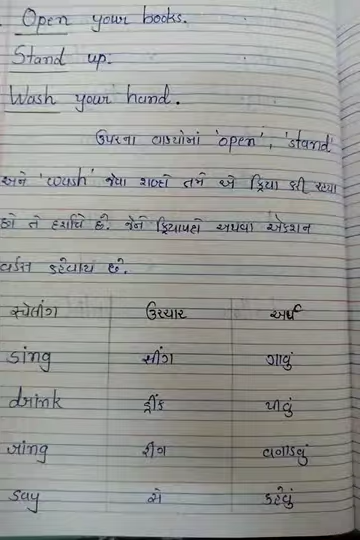 Open your books.
Stand up.
Wash your hand.
ઉપરના વાક્યોમાં 'open', 'stand'
અને 'wash' જેવા શબ્દો તમે જે ક્રિયા કરી રહ્યા
છો તે દર્શાવે છે. જેને ક્રિયાપદો અથવા એક્શન
વર્ડસ કહેવાય છે.
સ્પેલીંગ ઉચ્ચાર અર્થ
sing સીંગ ગાવું
drink ડ્રીંક પીવું
ring રીંગ વગાડવું
say સે કહેવું